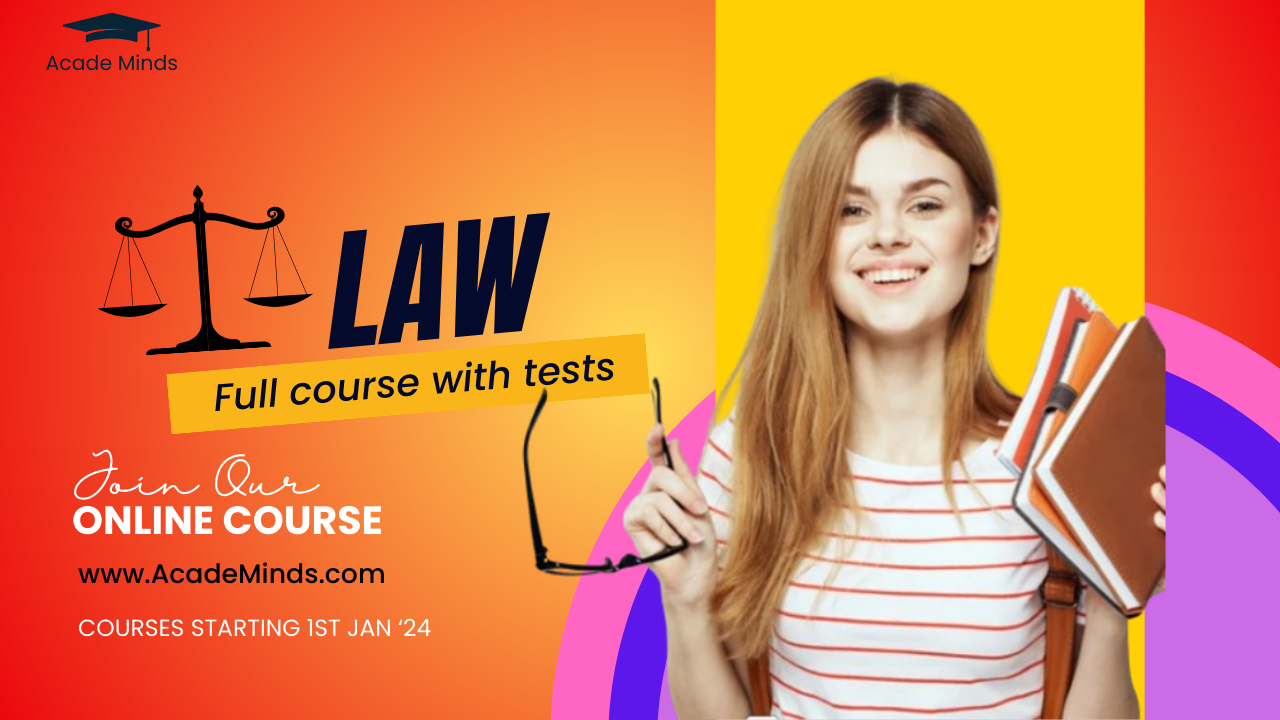 Acade Minds
LAW
Full course with tests
Join Our
ONLINE COURSE
www.AcadeMinds.com
COURSES STARTING 1ST JAN ‘24